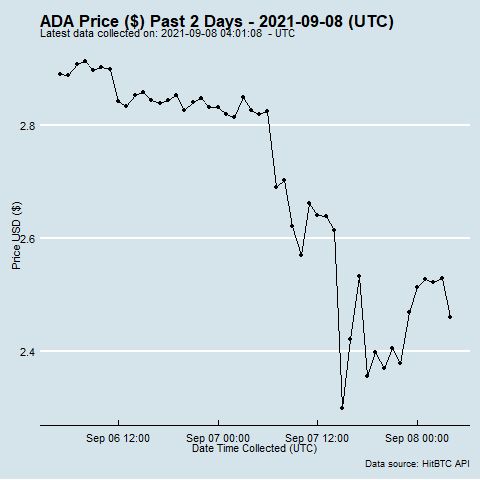 ADA Price ($) Past 2 Days - 2021-09-08 (UTC)
Latest data collected on: 2021-09-08 04:01:08 - UTC
2.8
2.6
2.4
Price USD ($)
Sep 06 12:00 Sep 07 00:00 Sep 07 12:00 Sep 08 00:00
Date Time Collected (UTC)
Data source: HitBTC API